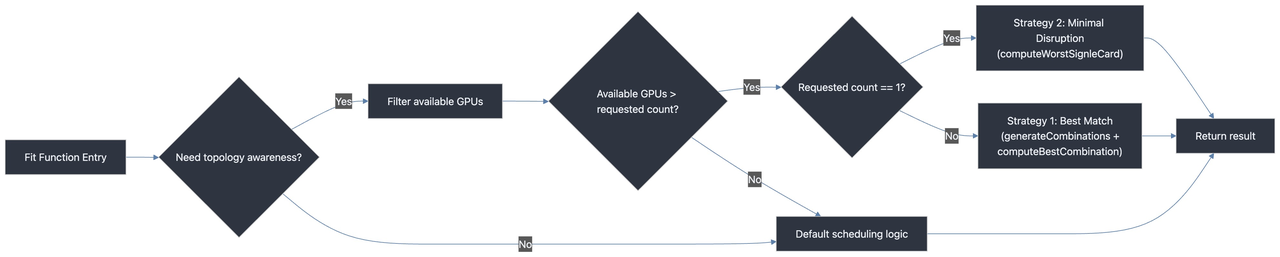 Fit Function Entry
Need topology awareness?
Yes
Filter available GPUs
Available GPUs >
requested count?
Yes
Requested count == 1?
Yes
Strategy 2: Minimal
Disruption
(computeWorstSignleCard)
No
Strategy 1: Best Match
(generateCombinations +
computeBestCombination)
Return result
No
Default scheduling logic
No